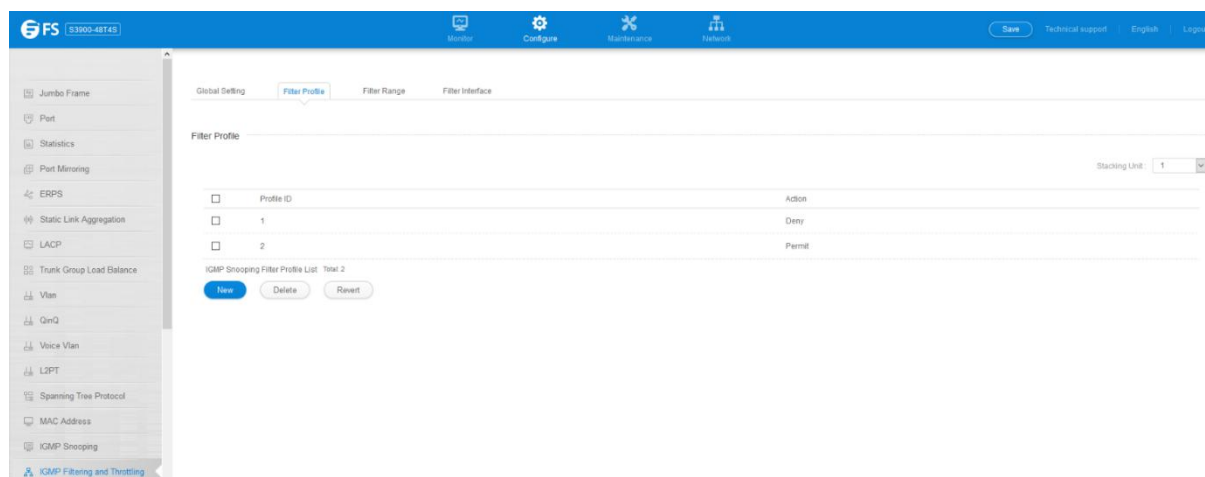 FS S3900-48T4S
Monitor
Configure
Maintenance
Network
Save
Technical support
English
Logou
Jumbo Frame
Port
Statistics
Port Mirroring
ERPS
Static Link Aggregation
LACP
Trunk Group Load Balance
Vlan
QinQ
Voice Vlan
L2PT
Spanning Tree Protocol
MAC Address
IGMP Snooping
IGMP Filtering and Throttling
Global Setting
Filter Profile
Filter Range
Filter Interface
Filter Profile
Stacking Unit: 1
Profile ID Action
1 Deny
2 Permit
IGMP Snooping Filter Profile List Total: 2
New
Delete
Revert